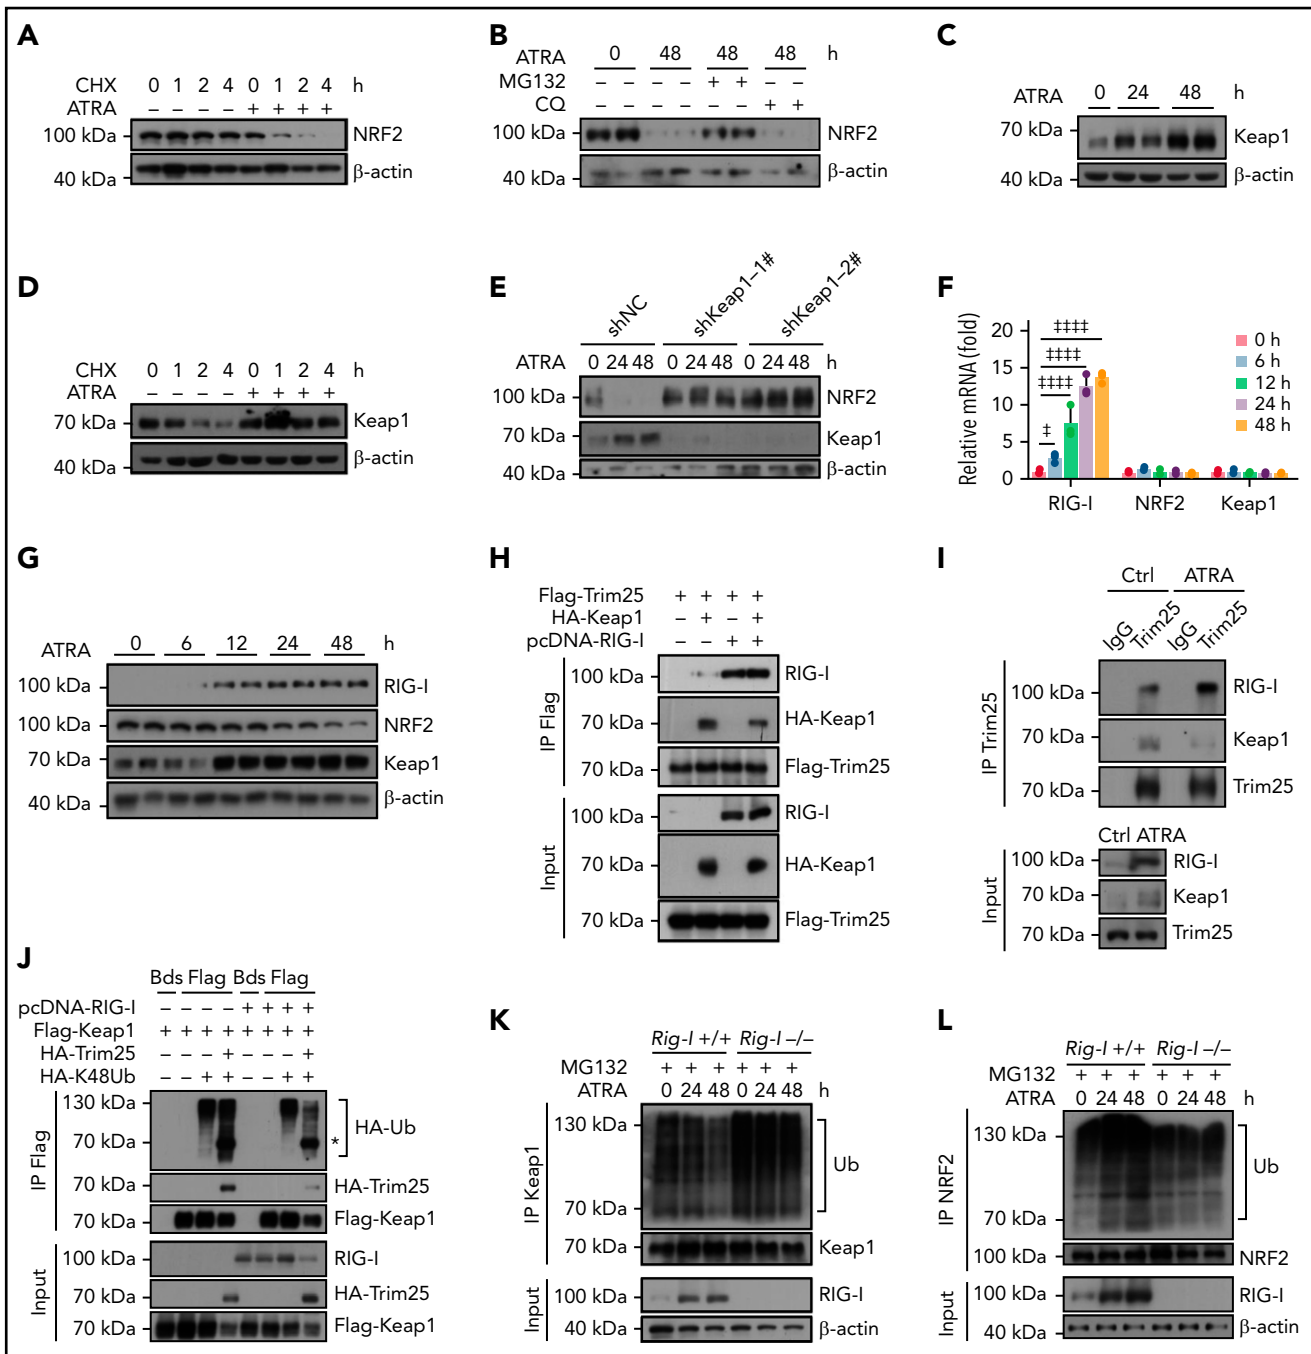 A
CHX 0 1 2 4 0 1 2 4 h
ATRA – – – – + + + +
100 kDa NRF2
40 kDa β-actin
B
ATRA 0 48 48 48 h
MG132 – – – – + + – –
CQ – – – – – – + +
100 kDa NRF2
40 kDa β-actin
C
ATRA 0 24 48 h
70 kDa Keap1
40 kDa β-actin
D
CHX 0 1 2 4 0 1 2 4 h
ATRA – – – – + + + +
70 kDa Keap1
40 kDa β-actin
E
shNC shKeap1–1# shKeap1–2#
ATRA 0 24 48 0 24 48 0 24 48 h
100 kDa NRF2
70 kDa Keap1
40 kDa β-actin
F
Relative mRNA (fold)
20
15
10
5
0
‡ ‡‡‡‡ ‡‡‡‡ ‡‡‡‡
0 h
6 h
12 h
24 h
48 h
RIG-I NRF2 Keap1
G
ATRA 0 6 12 24 48 h
100 kDa RIG-I
100 kDa NRF2
70 kDa Keap1
40 kDa β-actin
H
Flag-Trim25 + + + +
HA-Keap1 – + – +
pcDNA-RIG-I – – + +
IP Flag
100 kDa RIG-I
70 kDa HA-Keap1
70 kDa Flag-Trim25
Input
100 kDa RIG-I
70 kDa HA-Keap1
70 kDa Flag-Trim25
I
Ctrl ATRA
IgG Trim25 IgG Trim25
IP Trim25
100 kDa RIG-I
70 kDa Keap1
70 kDa Trim25
Ctrl ATRA
Input
100 kDa RIG-I
70 kDa Keap1
70 kDa Trim25
J
Bds Flag Bds Flag
pcDNA-RIG-I – – – – + + + +
Flag-Keap1 + + + + + + + +
HA-Trim25 – – – + – – – +
HA-K48Ub – – + + – – + +
IP Flag
130 kDa HA-Ub
70 kDa *
70 kDa HA-Trim25
70 kDa Flag-Keap1
Input
100 kDa RIG-I
70 kDa HA-Trim25
70 kDa Flag-Keap1
K
Rig-I +/+ Rig-I –/–
MG132 + + + + + +
ATRA 0 24 48 0 24 48 h
IP Keap1
130 kDa Ub
70 kDa
70 kDa Keap1
Input
100 kDa RIG-I
40 kDa β-actin
L
Rig-I +/+ Rig-I –/–
MG132 + + + + + +
ATRA 0 24 48 0 24 48 h
IP NRF2
130 kDa Ub
70 kDa
100 kDa NRF2
Input
100 kDa RIG-I
40 kDa β-actin